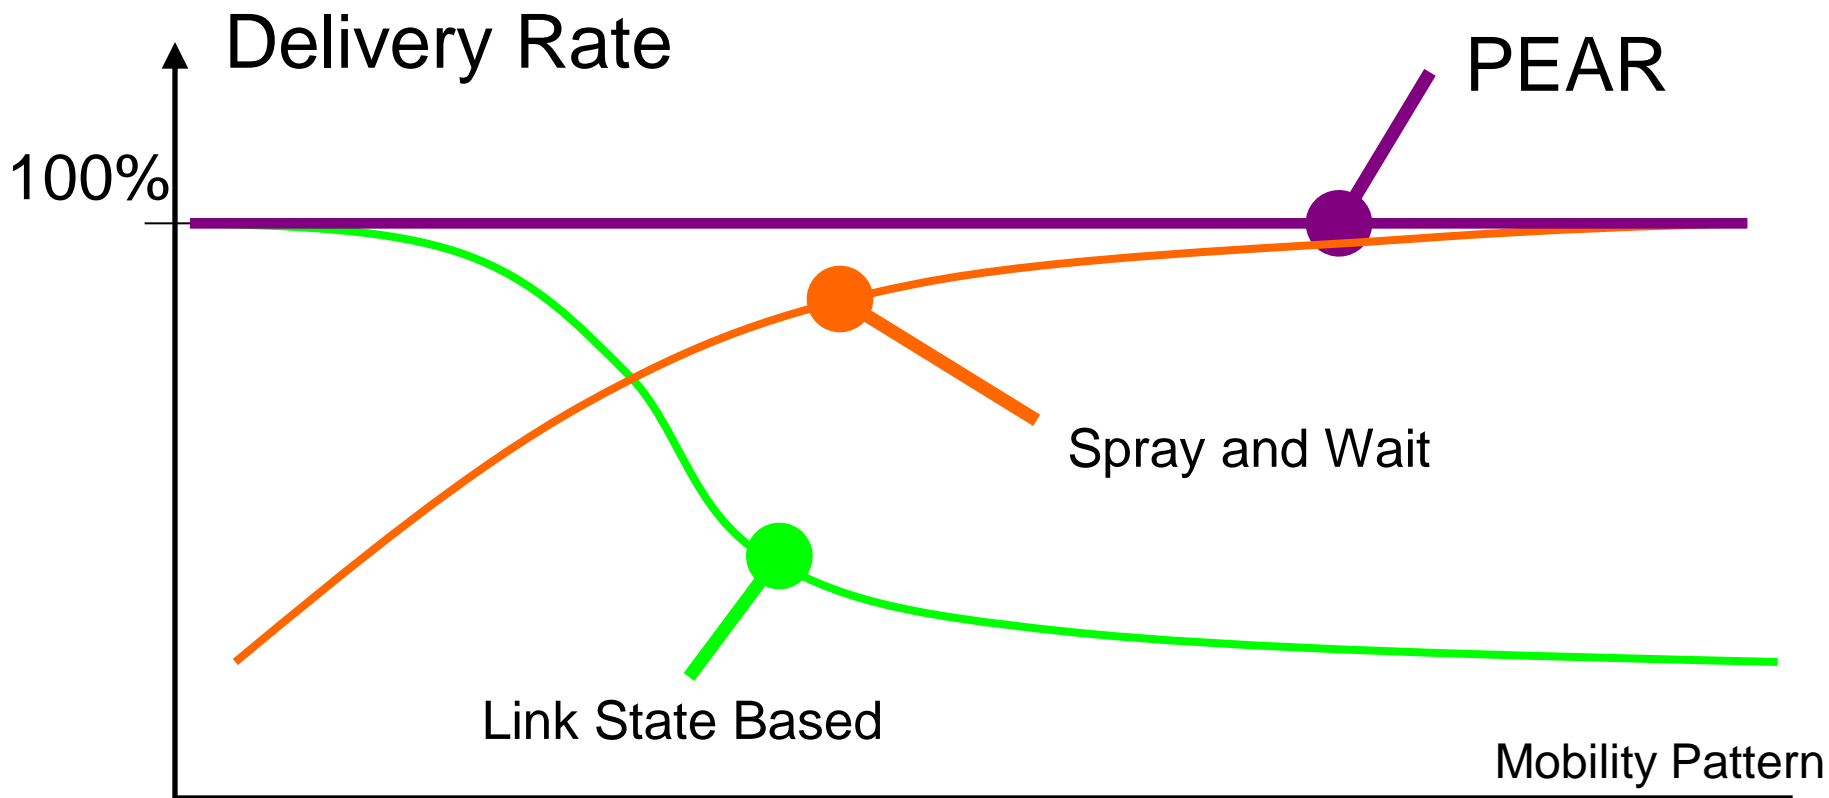 Delivery Rate
PEAR
100%
Spray and Wait
Link State Based
Mobility Pattern